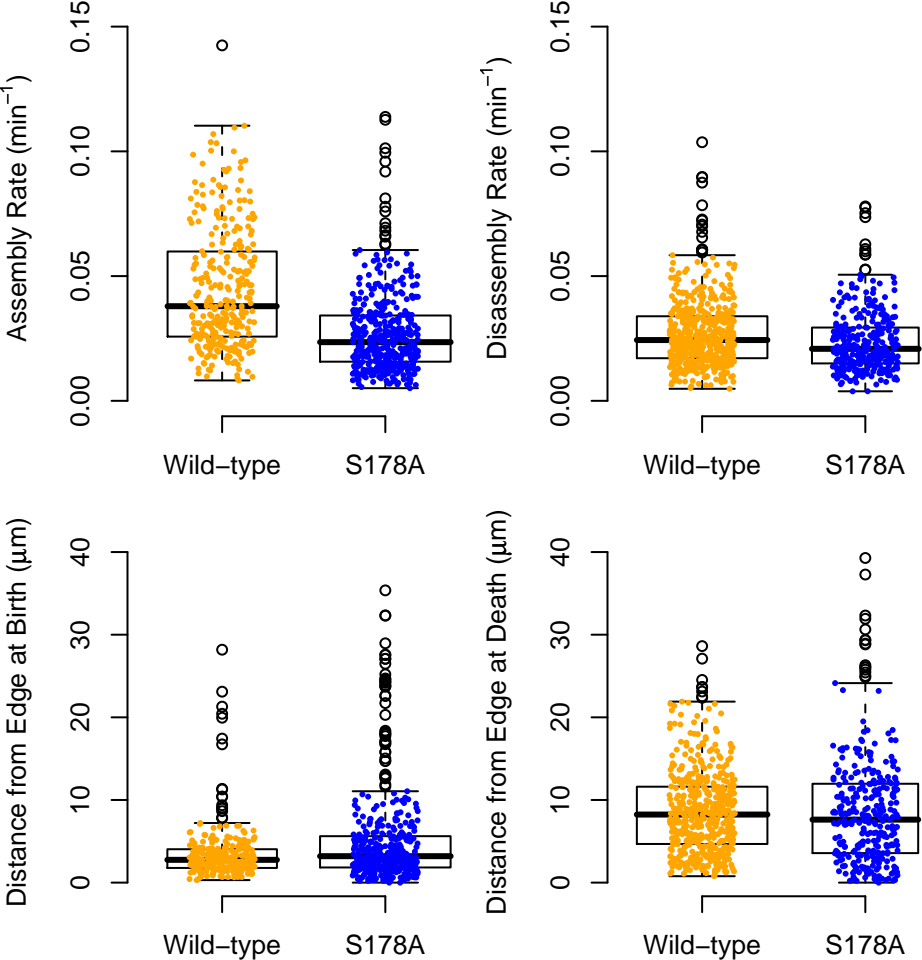 Assembly Rate (min−1)
0.00 0.05 0.10 0.15
Wild−type S178A
Disassembly Rate (min−1)
0.00 0.05 0.10 0.15
Wild−type S178A
Distance from Edge at Birth (μm)
0 10 20 30 40
Wild−type S178A
Distance from Edge at Death (μm)
0 10 20 30 40
Wild−type S178A